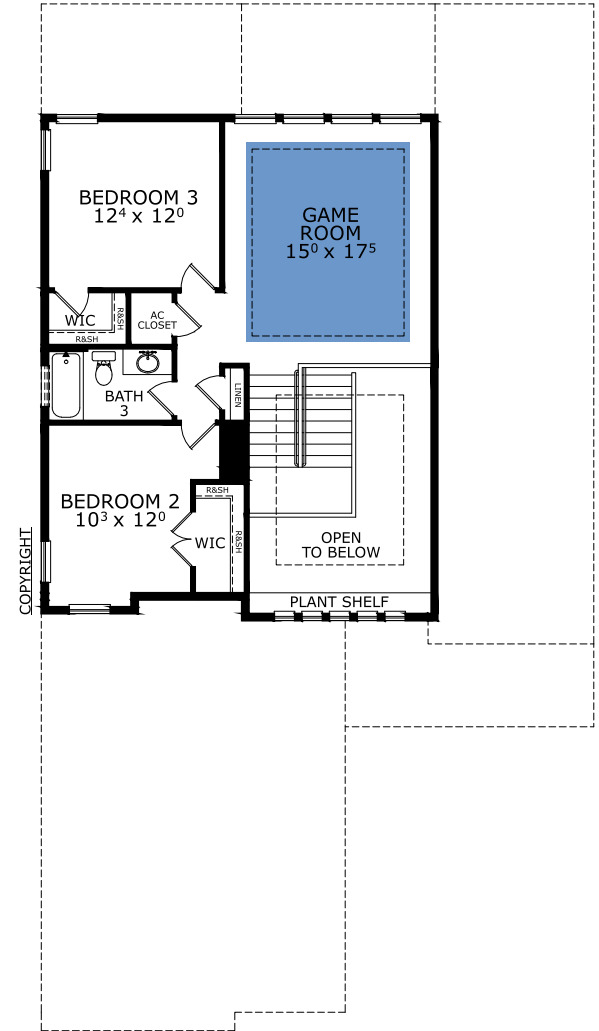 BEDROOM 3
12⁴ x 12⁰
GAME
ROOM
15⁰ x 17⁵
WIC
R&SH
R&SH
AC
CLOSET
BATH
3
LINEN
BEDROOM 2
10³ x 12⁰
R&SH
WIC
R&SH
OPEN
TO BELOW
PLANT SHELF
COPYRIGHT